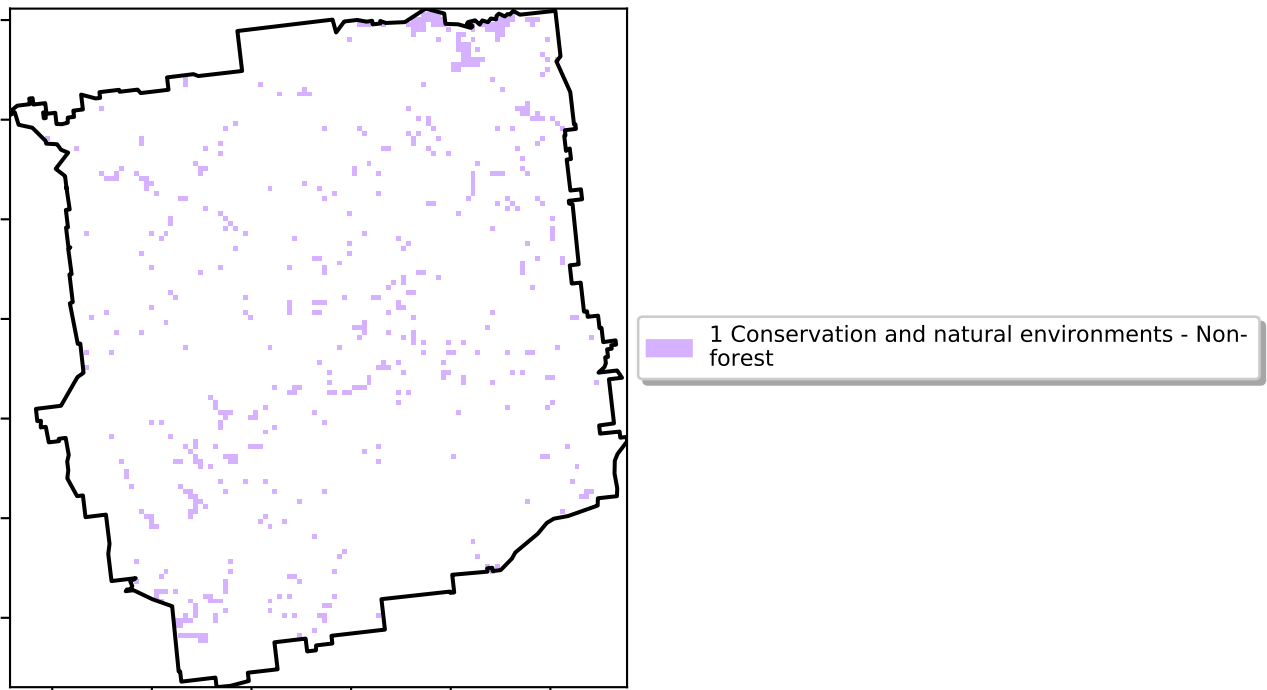 1 Conservation and natural environments - Non-
forest